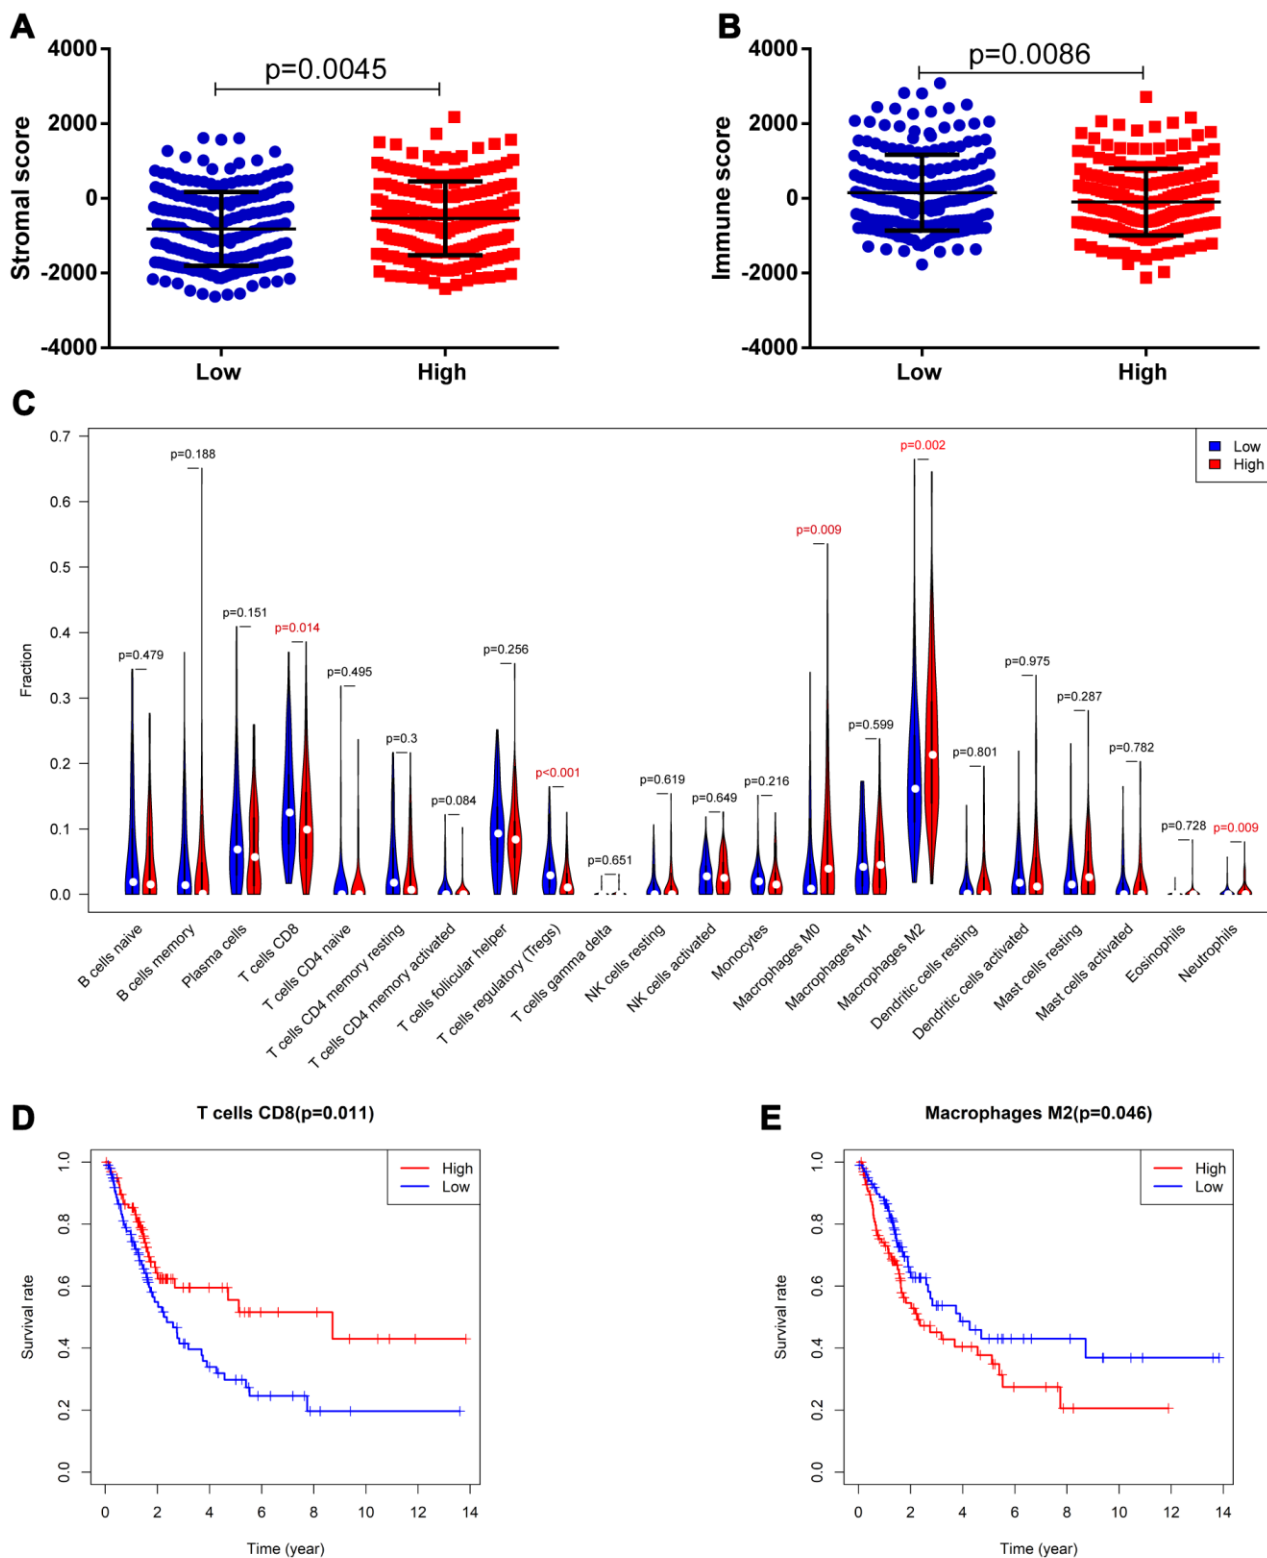 A
4000
2000
0
-2000
-4000
Stromal score
p=0.0045
Low
High
B
4000
2000
0
-2000
-4000
Immune score
p=0.0086
Low
High
C
0.7
0.6
0.5
0.4
0.3
0.2
0.1
0.0
Fraction
Low
High
p=0.479
p=0.188
p=0.151
p=0.014
p=0.495
p=0.3
p=0.084
p=0.256
p<0.001
p=0.651
p=0.619
p=0.649
p=0.216
p=0.009
p=0.599
p=0.002
p=0.801
p=0.975
p=0.287
p=0.782
p=0.728
p=0.009
B cells naive
B cells memory
Plasma cells
T cells CD8
T cells CD4 naive
T cells CD4 memory resting
T cells CD4 memory activated
T cells follicular helper
T cells regulatory (Tregs)
T cells gamma delta
NK cells resting
NK cells activated
Monocytes
Macrophages M0
Macrophages M1
Macrophages M2
Dendritic cells resting
Dendritic cells activated
Mast cells resting
Mast cells activated
Eosinophils
Neutrophils
D
T cells CD8(p=0.011)
High
Low
1.0
0.8
0.6
0.4
0.2
0.0
Survival rate
0 2 4 6 8 10 12 14
Time (year)
E
Macrophages M2(p=0.046)
High
Low
1.0
0.8
0.6
0.4
0.2
0.0
Survival rate
0 2 4 6 8 10 12 14
Time (year)